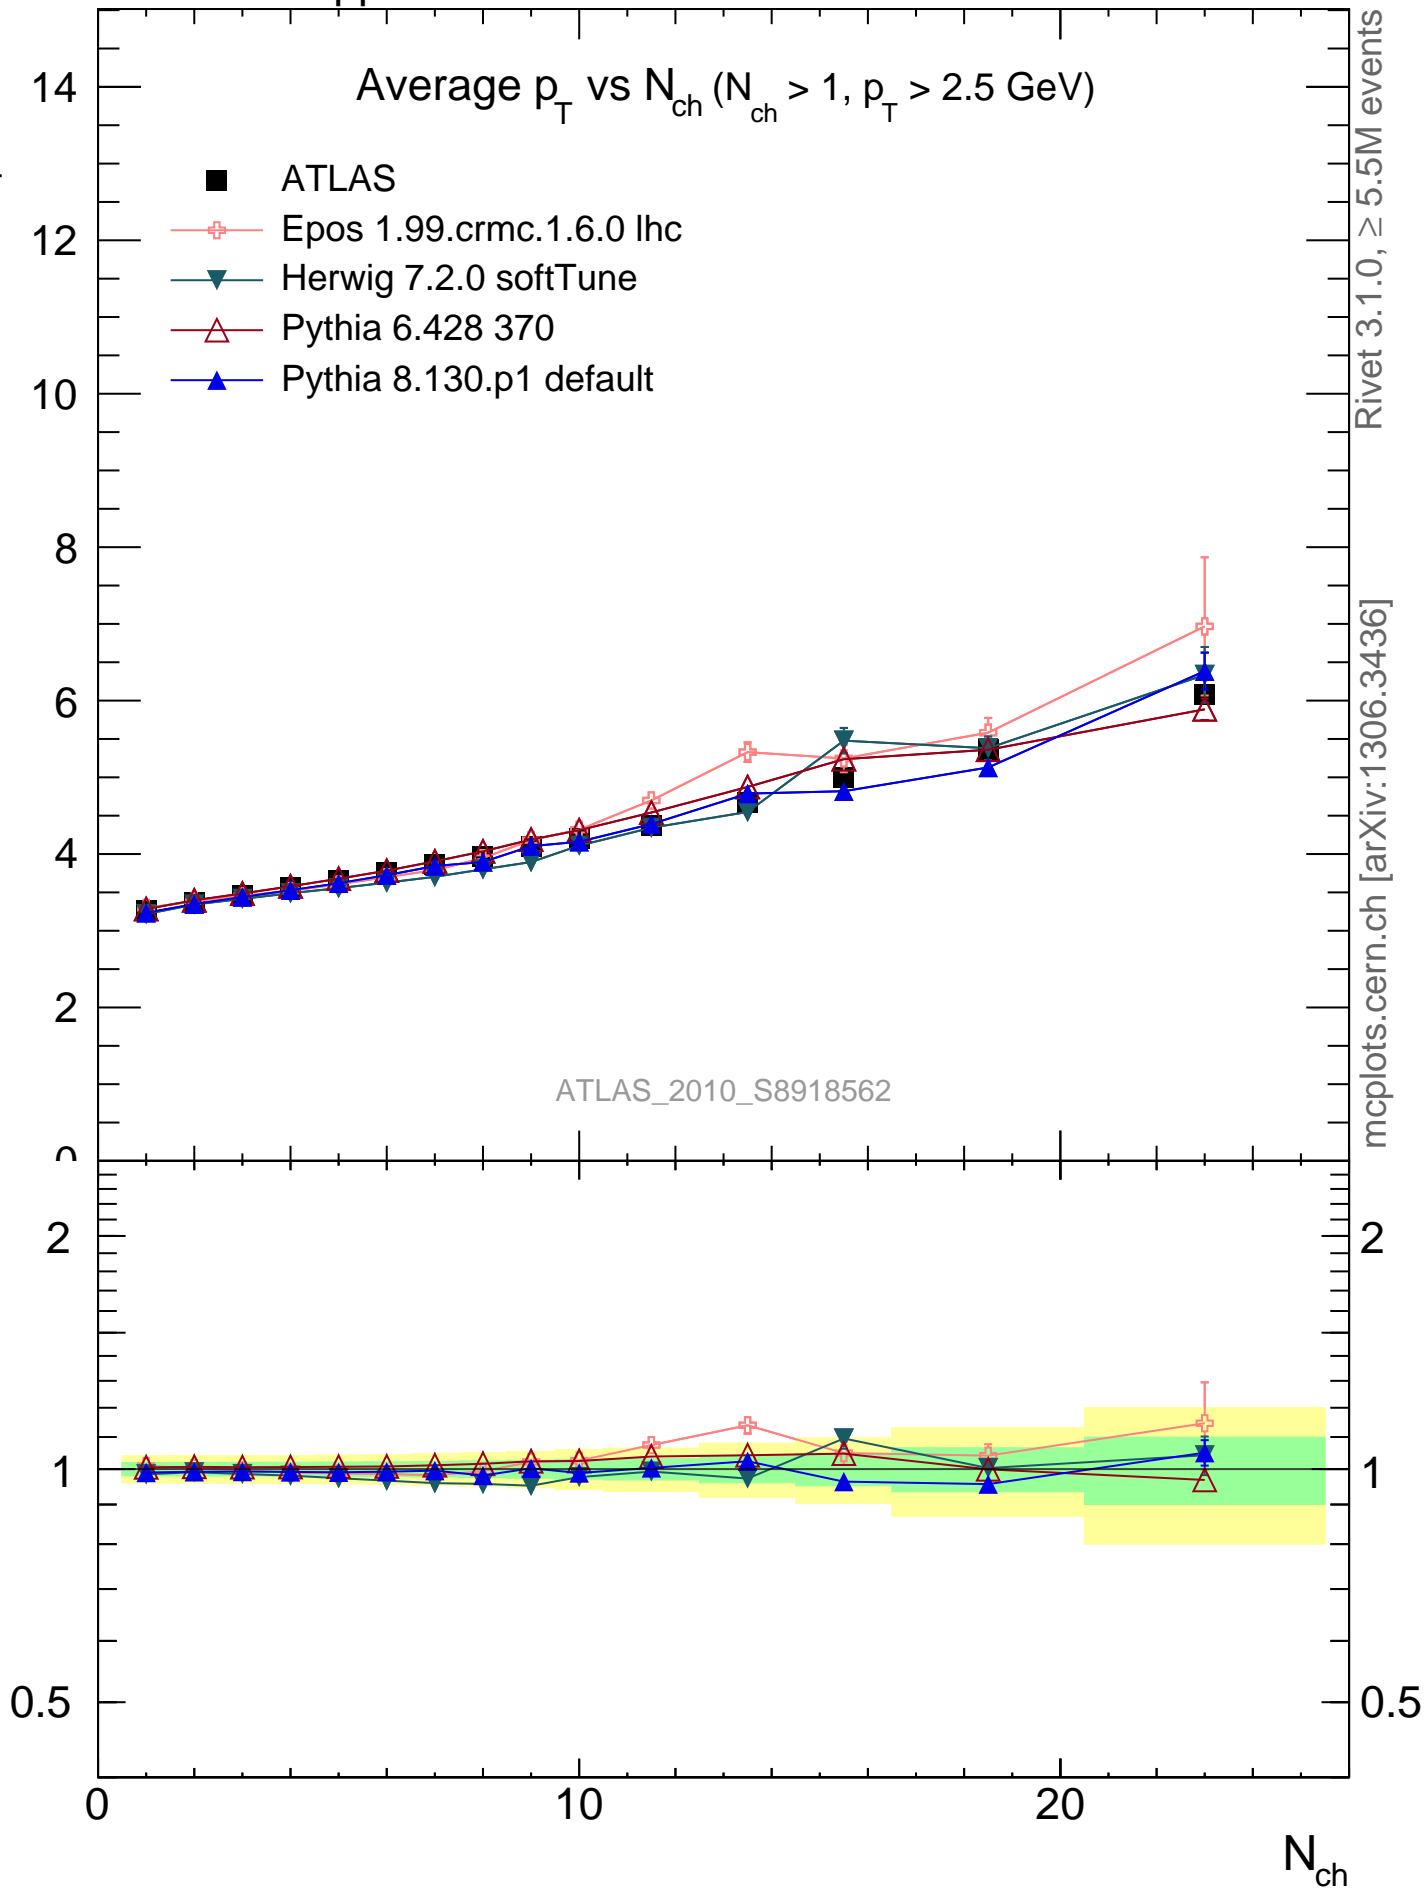 Average p_T vs N_ch (N_ch > 1, p_T > 2.5 GeV)
ATLAS
Epos 1.99.crmc.1.6.0 lhc
Herwig 7.2.0 softTune
Pythia 6.428 370
Pythia 8.130.p1 default
14
12
10
8
6
4
2
0
ATLAS_2010_S8918562
Rivet 3.1.0, ≥ 5.5M events
mcplots.cern.ch [arXiv:1306.3436]
2
1
0.5
2
1
0.5
0
10
20
N_ch